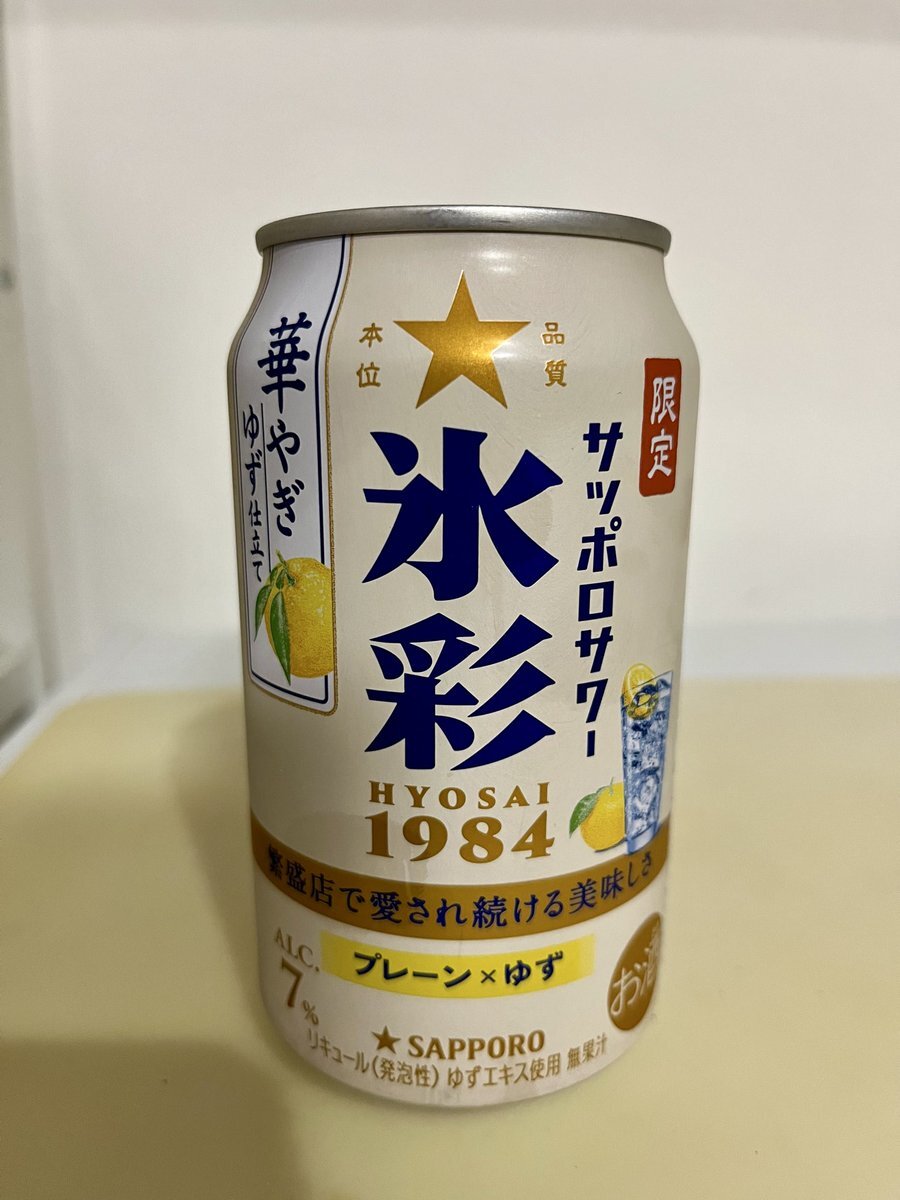 華やぎ
ゆず仕立て
品質
本位
限定
サッポロサワー
氷彩
HYOSAI
1984
繁盛店で愛され続ける美味しさ
ALC.
7%
プレーン×ゆず
お酒
SAPPORO
リキュール(発泡性) ゆずエキス使用 無果汁